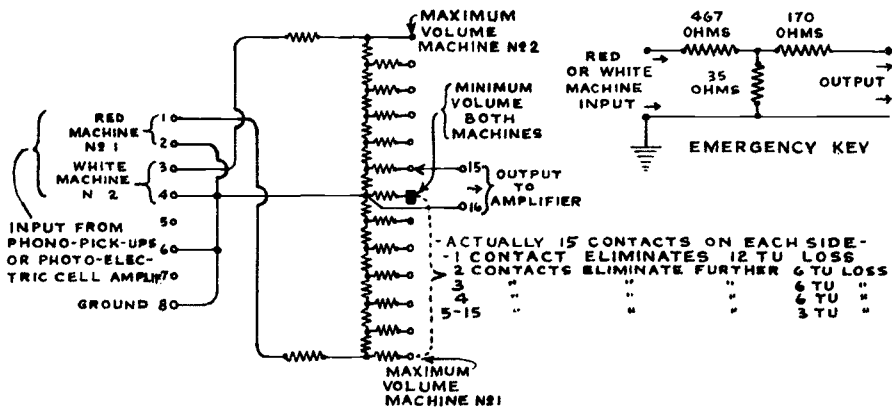 MAXIMUM
VOLUME
MACHINE Nº2
MINIMUM
VOLUME
BOTH
MACHINES
RED
MACHINE
Nº 1
WHITE
MACHINE
N 2
1
2
3
4
5
6
7
8
INPUT FROM
PHONO-PICK-UPS
OR PHOTO-ELEC-
TRIC CELL AMPLIF
GROUND
15
16
OUTPUT
TO
AMPLIFIER
467
OHMS
170
OHMS
RED
OR WHITE
MACHINE
INPUT
35
OHMS
OUTPUT
EMERGENCY KEY
-ACTUALLY 15 CONTACTS ON EACH SIDE-
-1 CONTACT ELIMINATES 12 TU LOSS
2 CONTACTS ELIMINATE FURTHER 6 TU LOSS
3 " " " 6 TU "
4 " " " 6 TU "
5-15 " " " 3 TU "
MAXIMUM
VOLUME
MACHINE Nº1